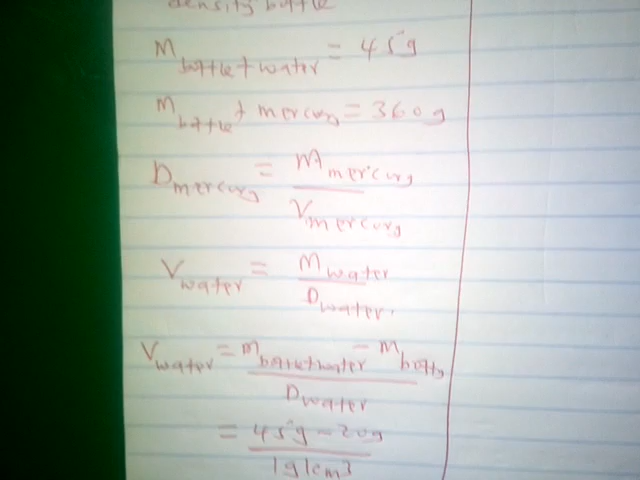 density bottle
M bottle + water = 45g
M bottle + mercury = 360g
D mercury = M mercury / V mercury
V water = M water / D water.
V water = M bottle + water - M bottle / D water
= 45g - 20g / 1g/cm3